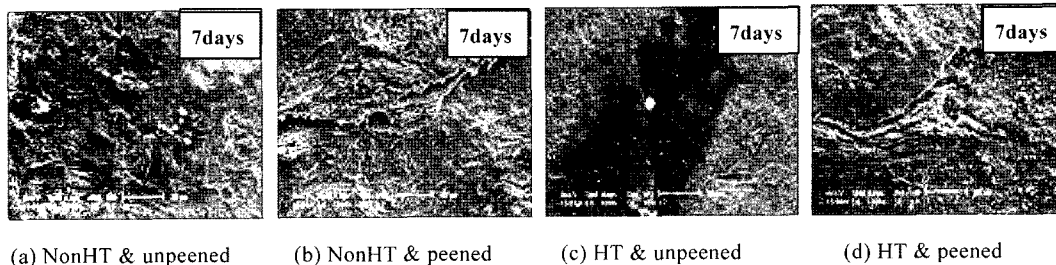 7days
7days
7days
7days
(a) NonHT & unpeened
(b) NonHT & peened
(c) HT & unpeened
(d) HT & peened